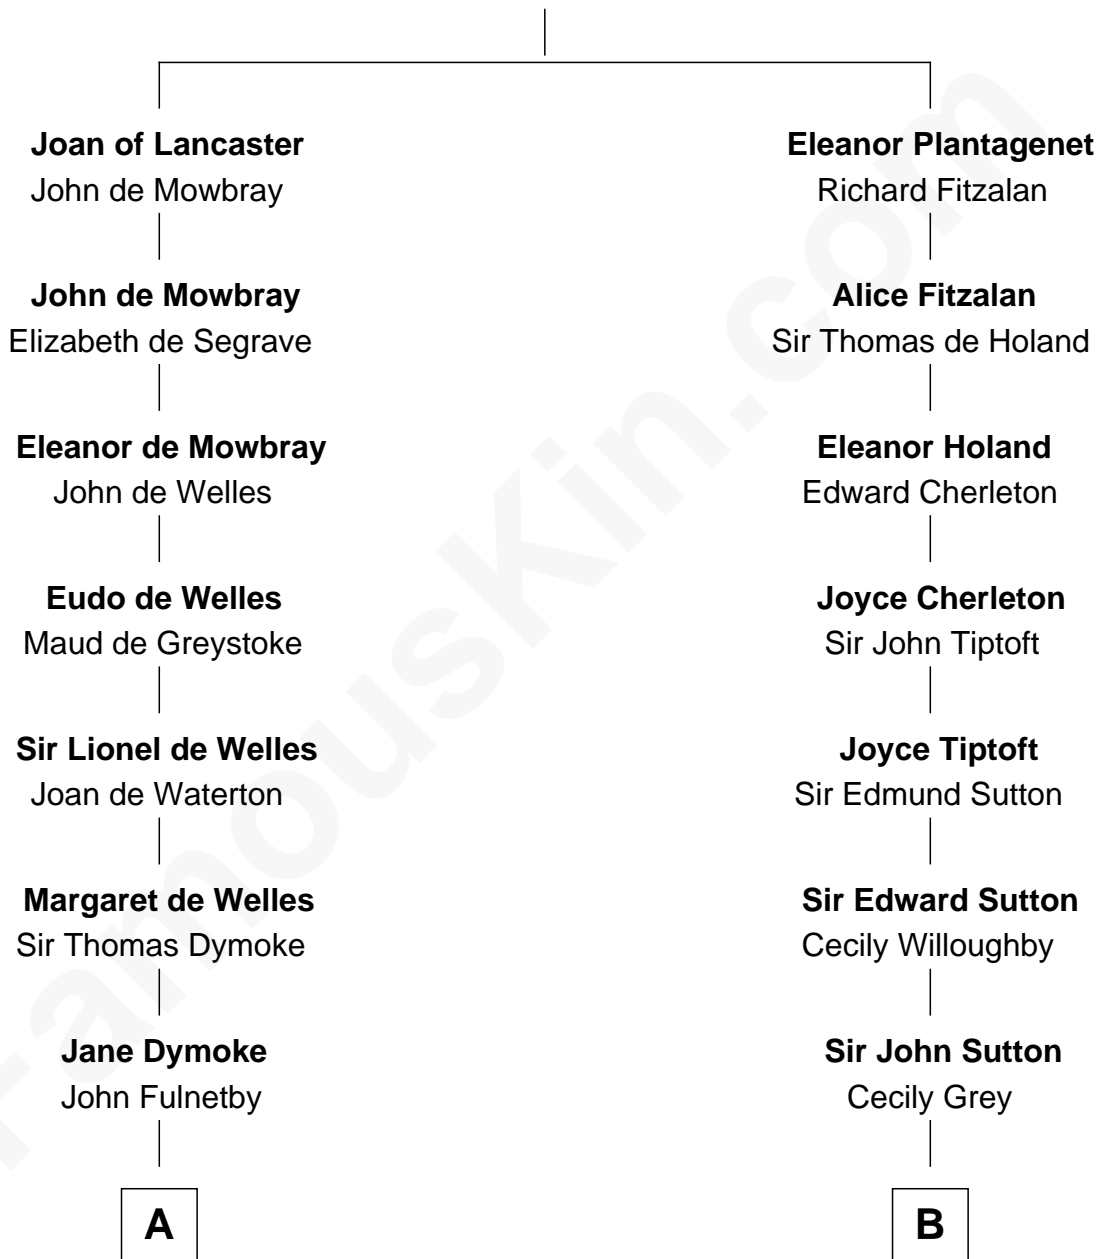 Joan of Lancaster
John de Mowbray
John de Mowbray
Elizabeth de Segrave
Eleanor de Mowbray
John de Welles
Eudo de Welles
Maud de Greystoke
Sir Lionel de Welles
Joan de Waterton
Margaret de Welles
Sir Thomas Dymoke
Jane Dymoke
John Fulnetby
A
Eleanor Plantagenet
Richard Fitzalan
Alice Fitzalan
Sir Thomas de Holand
Eleanor Holand
Edward Cherleton
Joyce Cherleton
Sir John Tiptoft
Joyce Tiptoft
Sir Edmund Sutton
Sir Edward Sutton
Cecily Willoughby
Sir John Sutton
Cecily Grey
B
FamousKin.com